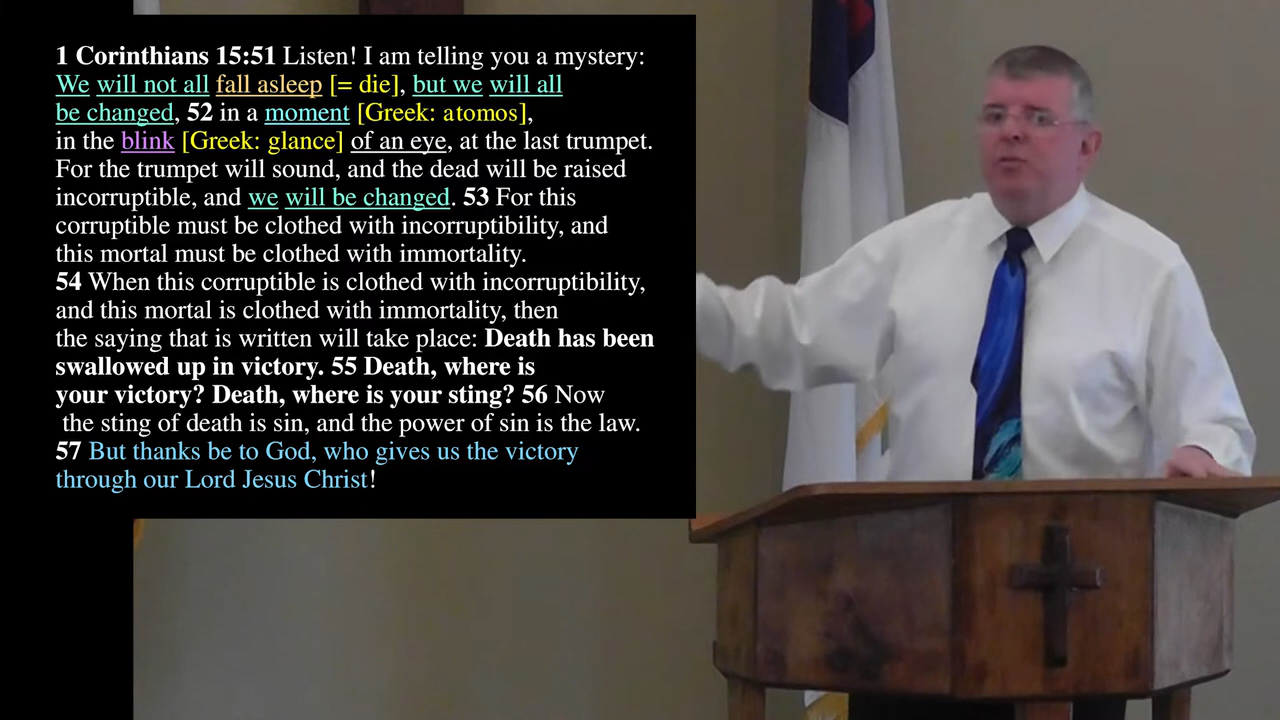 1 Corinthians 15:51 Listen! I am telling you a mystery:
We will not all fall asleep [= die], but we will all
be changed, 52 in a moment [Greek: atomos],
in the blink [Greek: glance] of an eye, at the last trumpet.
For the trumpet will sound, and the dead will be raised
incorruptible, and we will be changed. 53 For this
corruptible must be clothed with incorruptibility, and
this mortal must be clothed with immortality.
54 When this corruptible is clothed with incorruptibility,
and this mortal is clothed with immortality, then
the saying that is written will take place: Death has been
swallowed up in victory. 55 Death, where is
your victory? Death, where is your sting? 56 Now
the sting of death is sin, and the power of sin is the law.
57 But thanks be to God, who gives us the victory
through our Lord Jesus Christ!